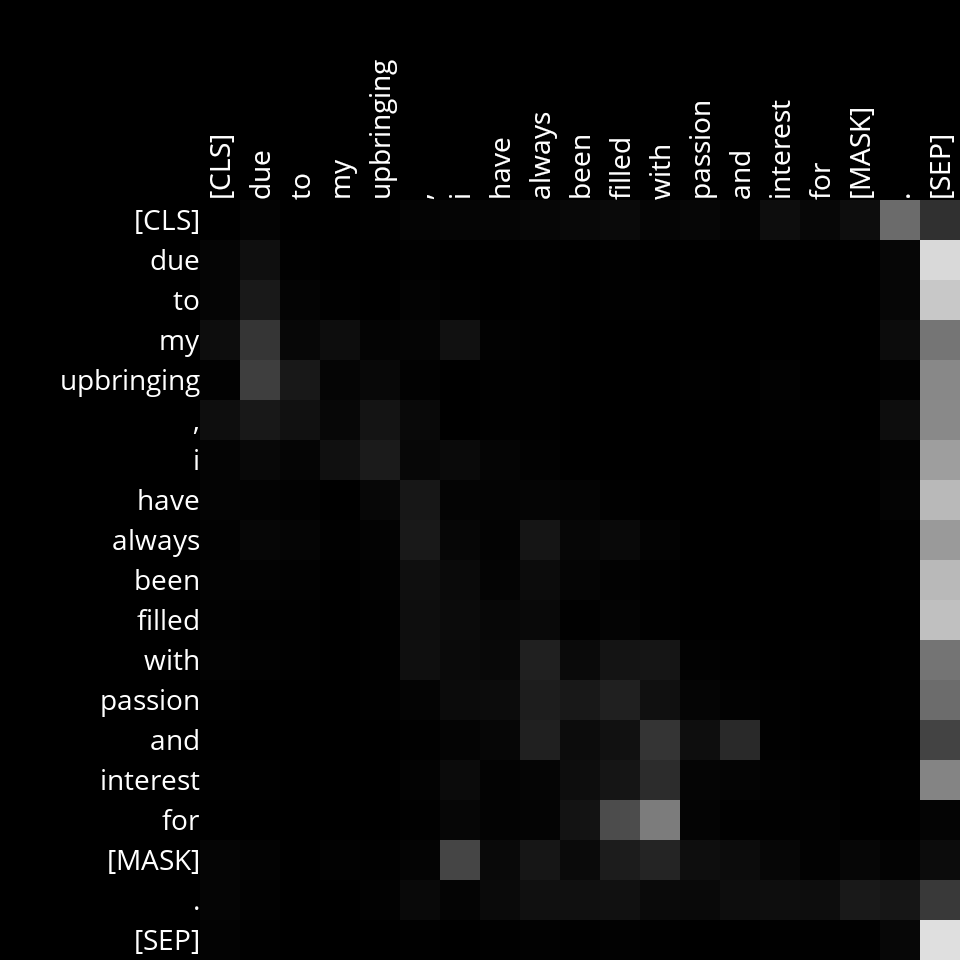 [CLS] due to my upbringing , i have always been filled with passion and interest for [MASK] . [SEP]
[CLS]
due
to
my
upbringing
,
i
have
always
been
filled
with
passion
and
interest
for
[MASK]
.
[SEP]